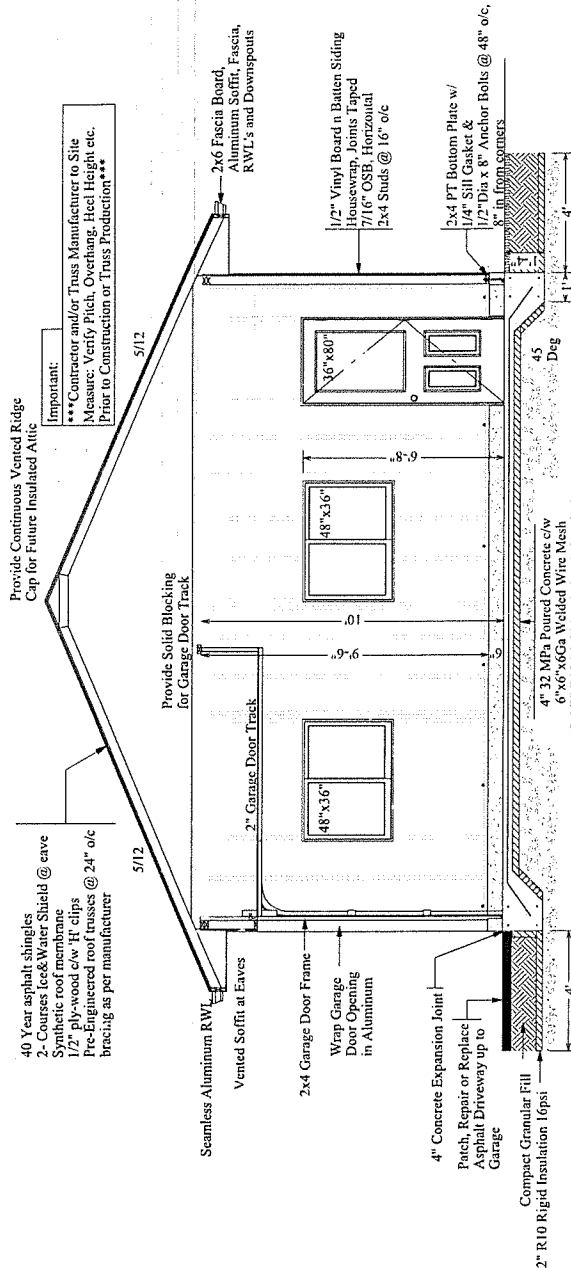 Provide Continuous Vented Ridge
Cap for Future Insulated Attic
Important:
***Contractor and/or Truss Manufacturer to Site
Measure: Verify Pitch, Overhang, Heel Height etc.
Prior to Construction or Truss Production***
40 Year asphalt shingles
2- Courses Ice&Water Shield @ eave
Synthetic roof membrane
1/2" ply-wood c/w 'H' clips
Pre-Engineered roof trusses @ 24" o/c
bracing as per manufacturer
5/12
5/12
2x6 Fascia Board,
Aluminum Soffit, Fascia,
RWL's and Downspouts
Seamless Aluminum RWL
Vented Soffit at Eaves
Provide Solid Blocking
for Garage Door Track
2" Garage Door Track
2x4 Garage Door Frame
Wrap Garage
Door Opening
in Aluminum
48"x36"
48"x36"
36"x80"
9'-6"
10'
6'-8"
6"
1/2" Vinyl Board n Batten Siding
Housewrap, Joints Taped
7/16" OSB, Horizontal
2x4 Studs @ 16" o/c
2x4 PT Bottom Plate w/
1/4" Sill Gasket &
1/2"Dia x 8" Anchor Bolts @ 48" o/c,
8" in from corners
4" Concrete Expansion Joint
Patch, Repair or Replace
Asphalt Driveway up to
Garage
Compact Granular Fill
2" R10 Rigid Insulation 16psi
4'
4" 32 MPa Poured Concrete c/w
6"x6"x6Ga Welded Wire Mesh
45
Deg
1'
4'